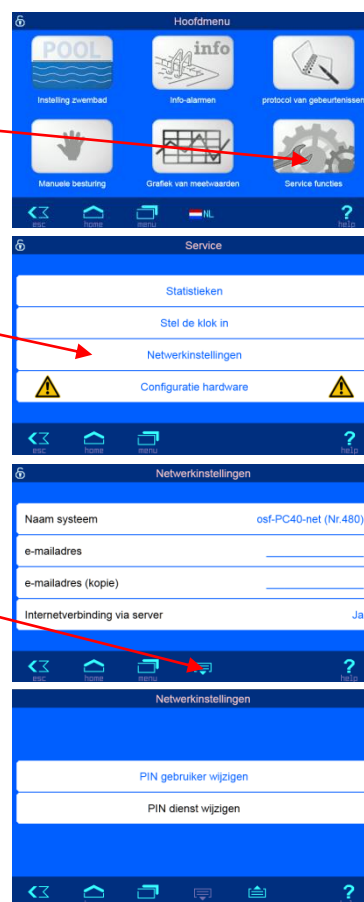 Hoofdmenu
POOL
info
Instelling zwembad
info-alarmen
protocol van gebeurtenissen
Manuele besturing
Grafiek van meetwaarden
Service functies
esc
home
menu
NL
?
help
Service
Statistieken
Stel de klok in
Netwerkinstellingen
Configuratie hardware
esc
home
menu
?
help
Netwerkinstellingen
Naam systeem osf-PC40-net (Nr.480)
e-mailadres
e-mailadres (kopie)
Internetverbinding via server Ja
esc
home
menu
?
help
Netwerkinstellingen
PIN gebruiker wijzigen
PIN dienst wijzigen
?